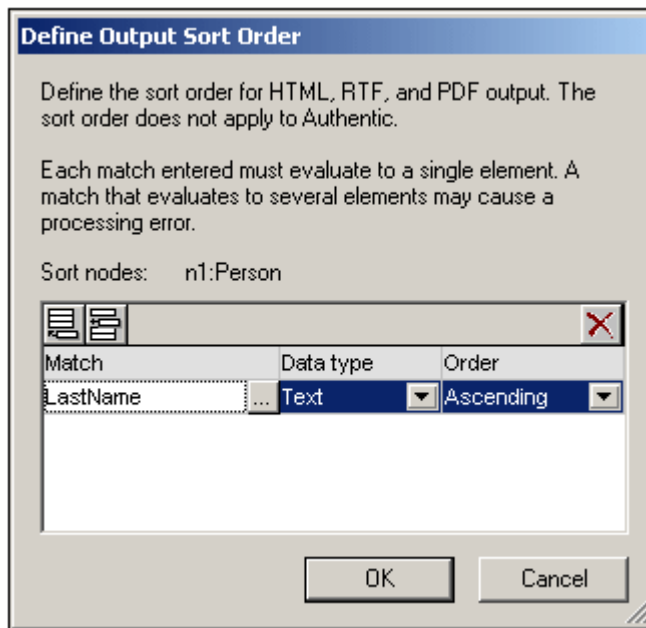 Define Output Sort Order
Define the sort order for HTML, RTF, and PDF output. The
sort order does not apply to Authentic.
Each match entered must evaluate to a single element. A
match that evaluates to several elements may cause a
processing error.
Sort nodes: n1:Person
Match Data type Order
LastName ... Text Ascending
OK Cancel